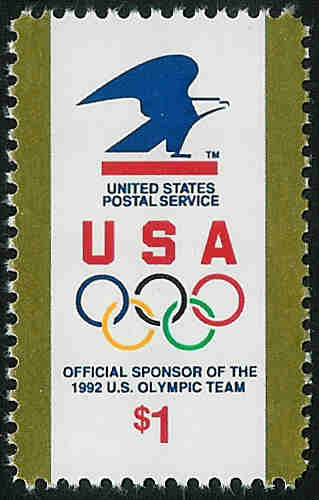 TM
UNITED STATES
POSTAL SERVICE
USA
OFFICIAL SPONSOR OF THE
1992 U.S. OLYMPIC TEAM
$1